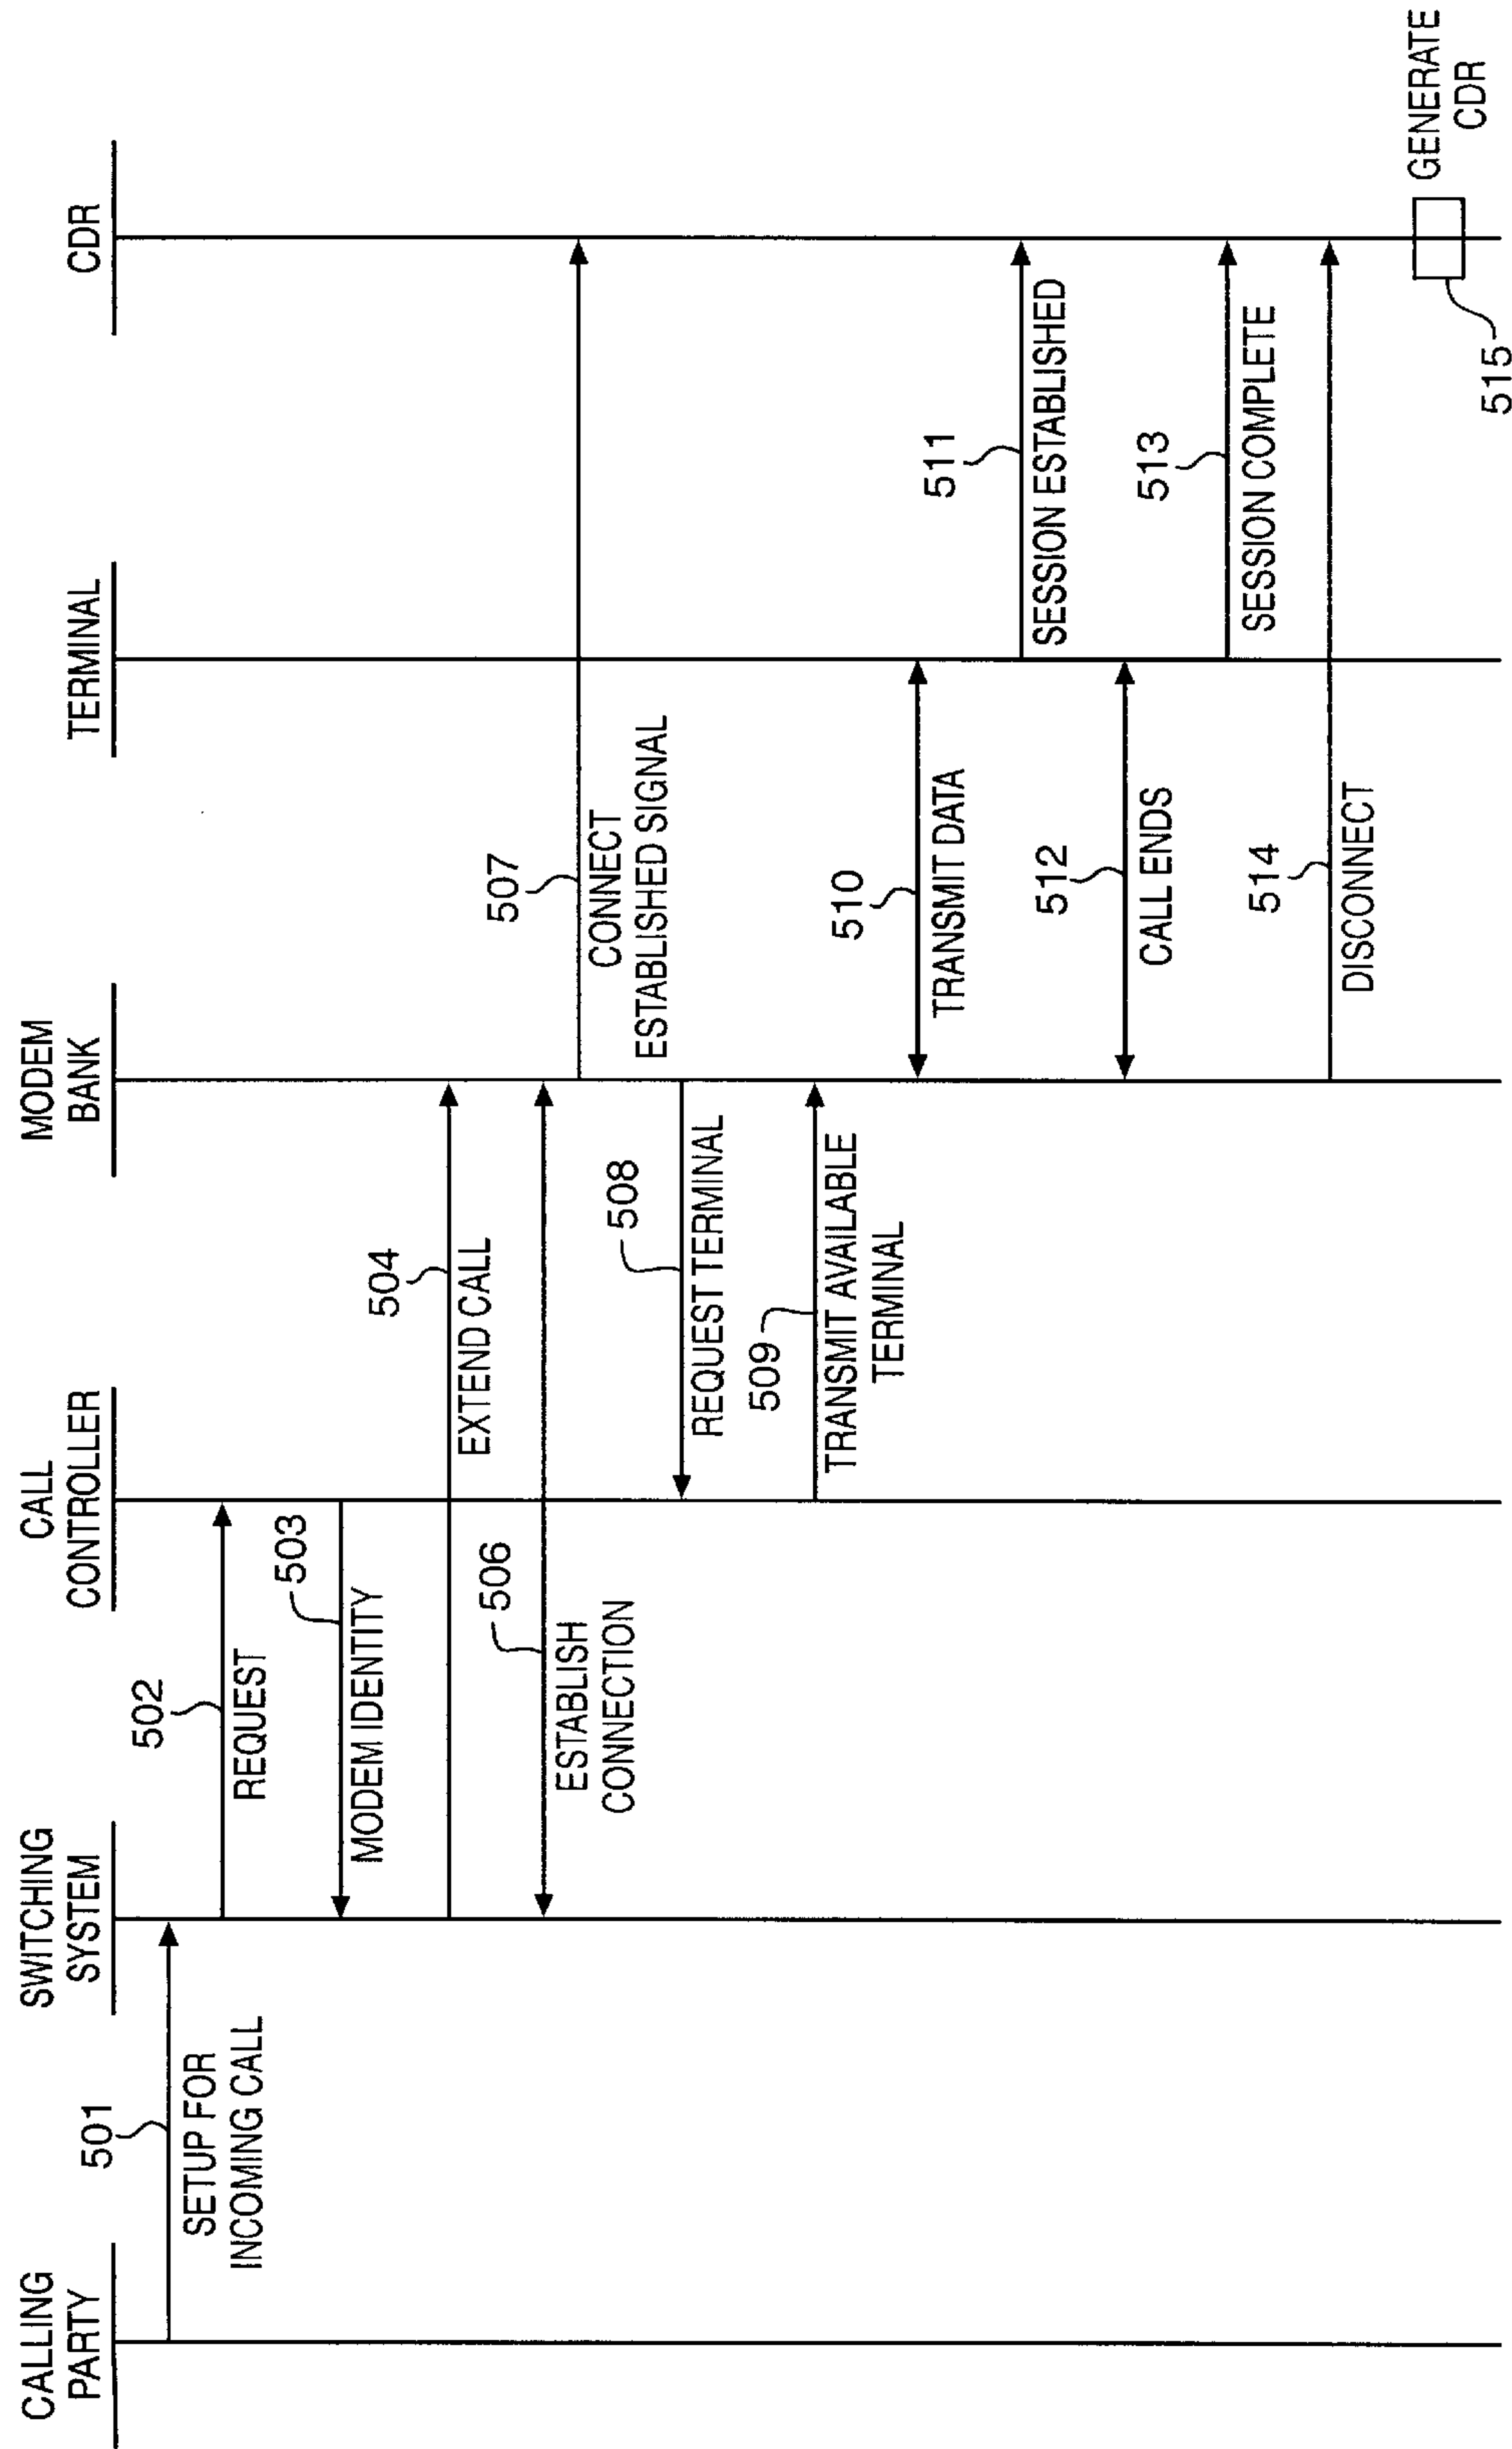 CALLING
PARTY
SWITCHING
SYSTEM
CALL
CONTROLLER
MODEM
BANK
TERMINAL
CDR
501
SETUP FOR
INCOMING CALL
502
REQUEST
503
MODEM IDENTITY
504
EXTEND CALL
506
ESTABLISH
CONNECTION
507
CONNECT
ESTABLISHED SIGNAL
508
REQUEST TERMINAL
509
TRANSMIT AVAILABLE
TERMINAL
510
TRANSMIT DATA
511
SESSION ESTABLISHED
512
CALL ENDS
513
SESSION COMPLETE
514
DISCONNECT
GENERATE
CDR
515